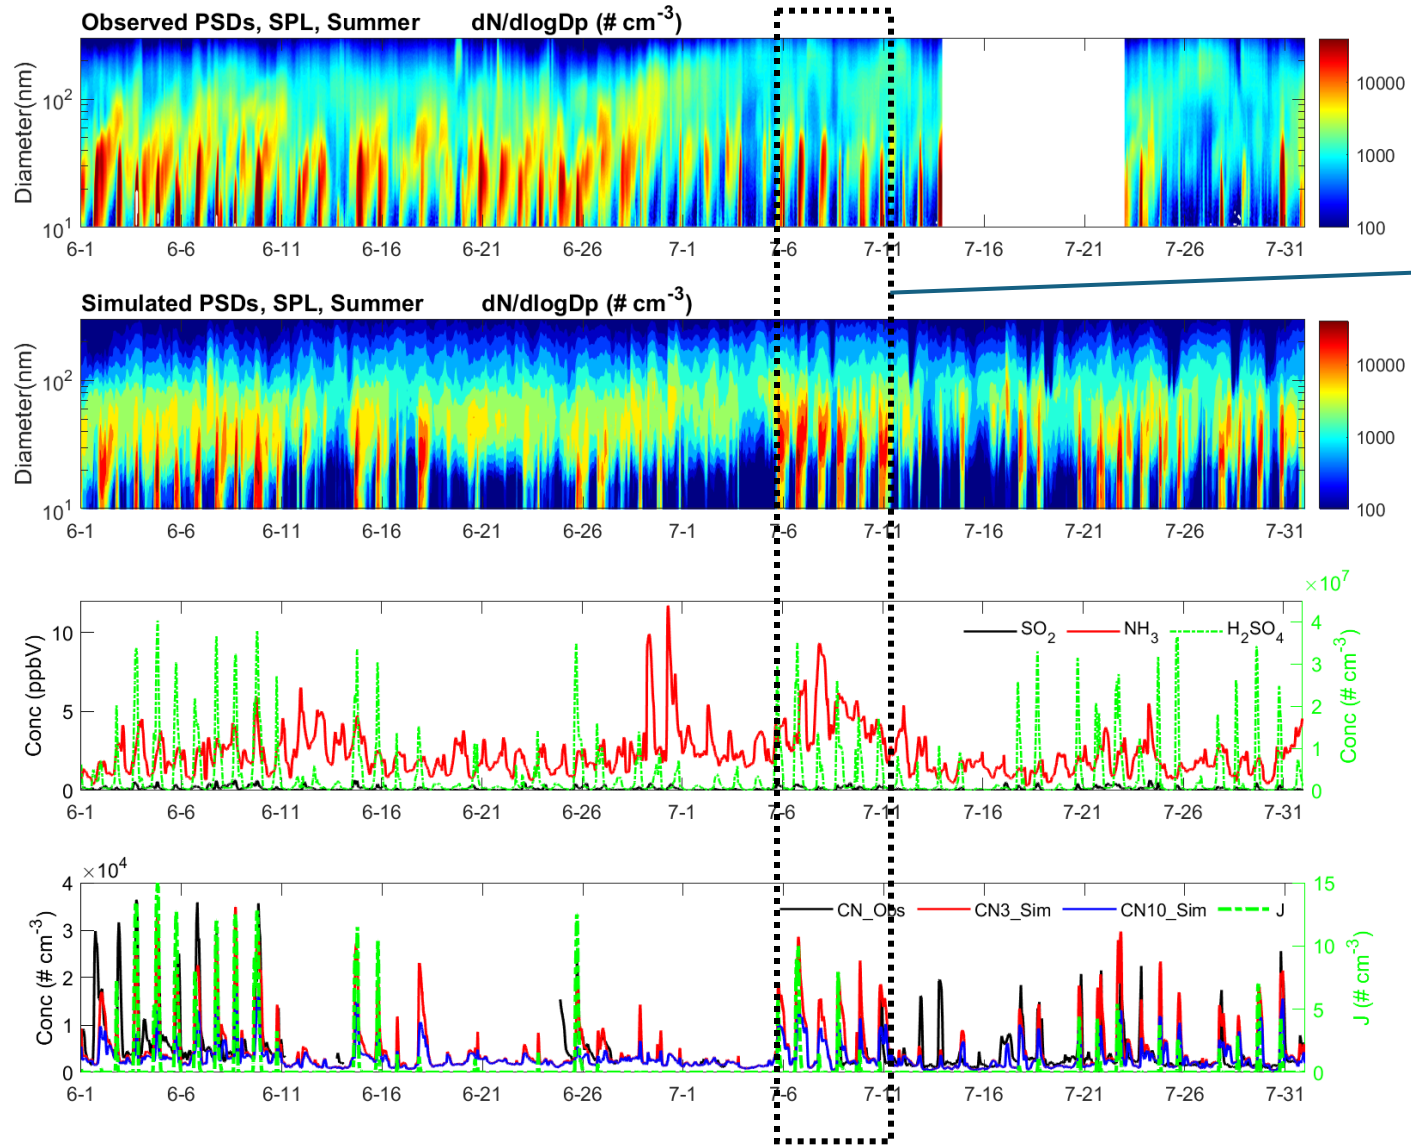 Observed PSDs, SPL, Summer dN/dlogDp (# cm-3)
Diameter(nm)
10^2
10^1
10000
1000
100
6-1 6-6 6-11 6-16 6-21 6-26 7-1 7-6 7-11 7-16 7-21 7-26 7-31
Simulated PSDs, SPL, Summer dN/dlogDp (# cm-3)
Diameter(nm)
10^2
10^1
10000
1000
100
6-1 6-6 6-11 6-16 6-21 6-26 7-1 7-6 7-11 7-16 7-21 7-26 7-31
×10^7
SO2 NH3 H2SO4
Conc (ppbV)
10
5
0
4
3
2
1
0
Conc (# cm-3)
6-1 6-6 6-11 6-16 6-21 6-26 7-1 7-6 7-11 7-16 7-21 7-26 7-31
×10^4
CN_Obs CN3_Sim CN10_Sim J
Conc (# cm-3)
4
3
2
1
0
15
10
5
0
J (# cm-3)
6-1 6-6 6-11 6-16 6-21 6-26 7-1 7-6 7-11 7-16 7-21 7-26 7-31